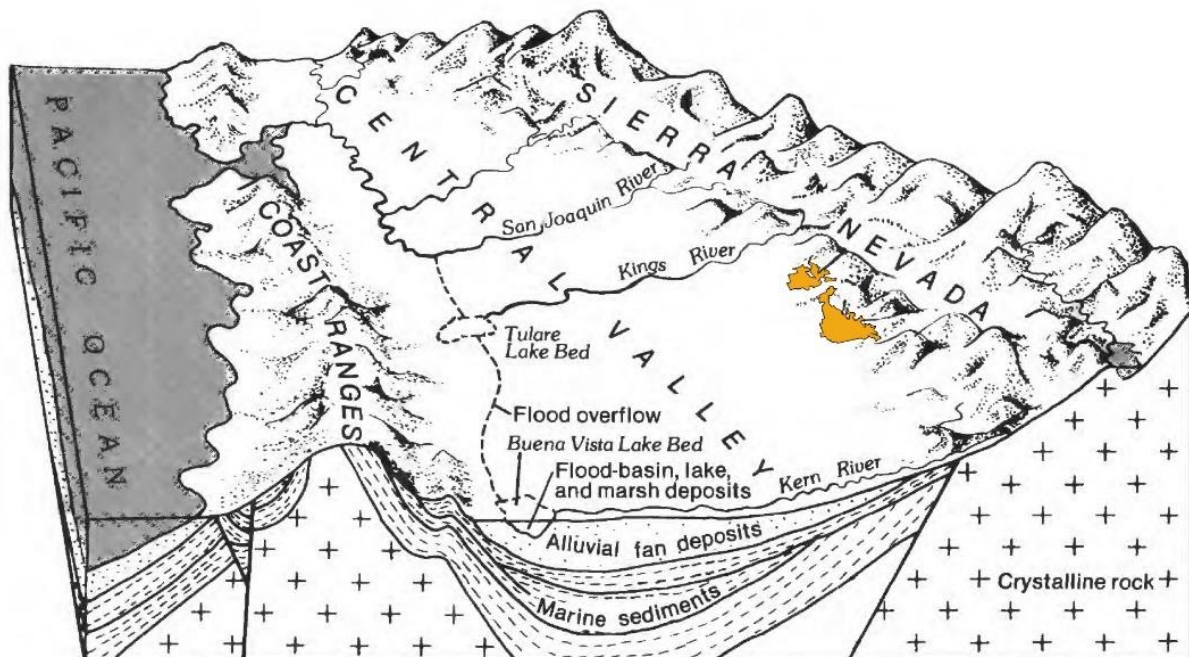 PACIFIC OCEAN
COAST RANGES
CENTRAL VALLEY
SIERRA NEVADA
San Joaquin River
Kings River
Tulare
Lake Bed
Flood overflow
Buena Vista Lake Bed
Flood-basin, lake,
and marsh deposits
Kern River
Alluvial fan deposits
Marine sediments
Crystalline rock